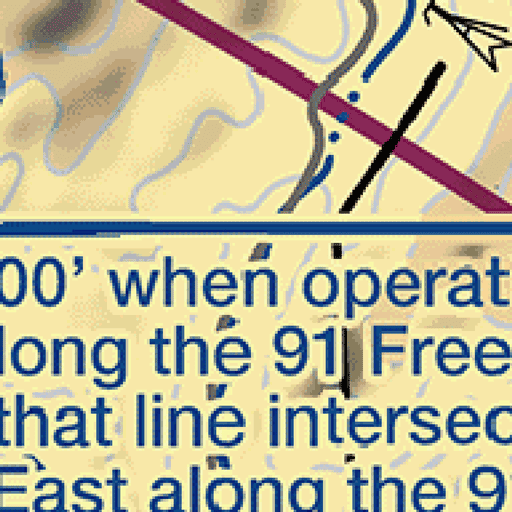 00' when operat
long the 91 Free
that line intersec
East along the 9